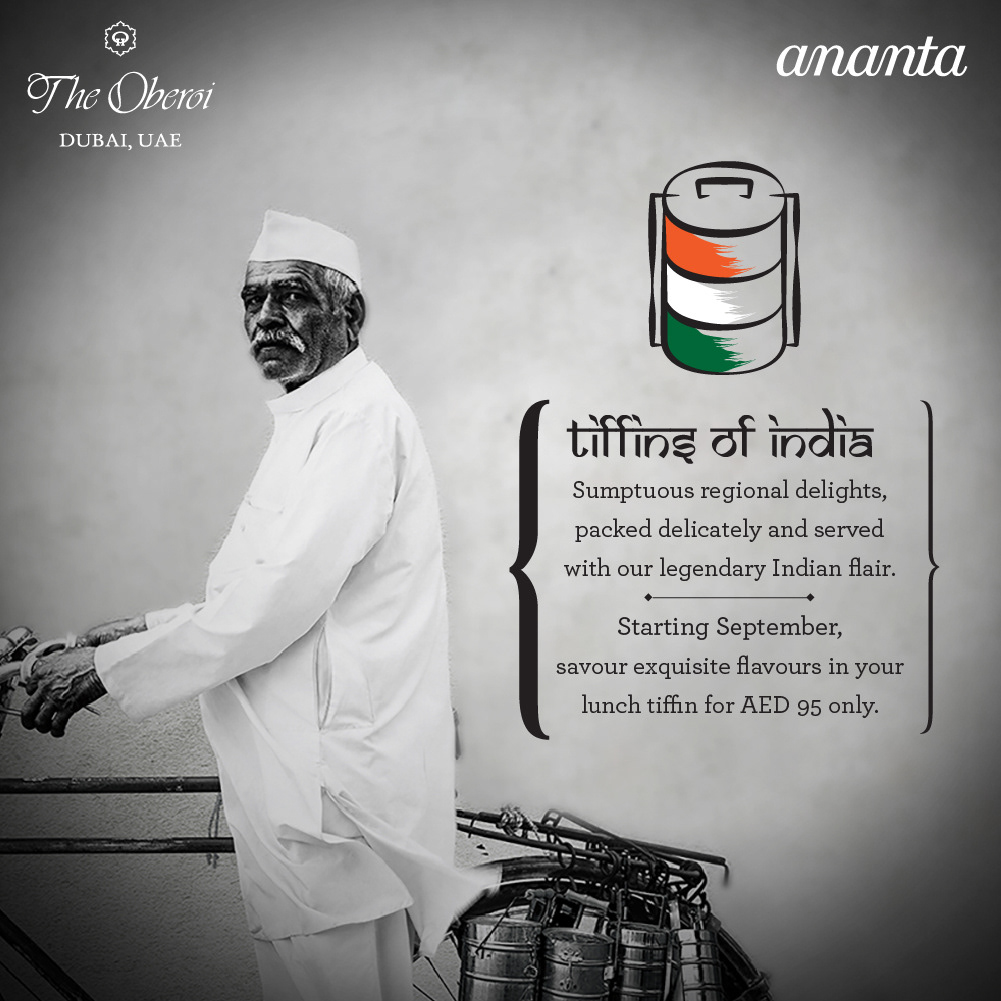 The Oberoi
DUBAI, UAE
ananta
tiffins of india
Sumptuous regional delights,
packed delicately and served
with our legendary Indian flair.
Starting September,
savour exquisite flavours in your
lunch tiffin for AED 95 only.